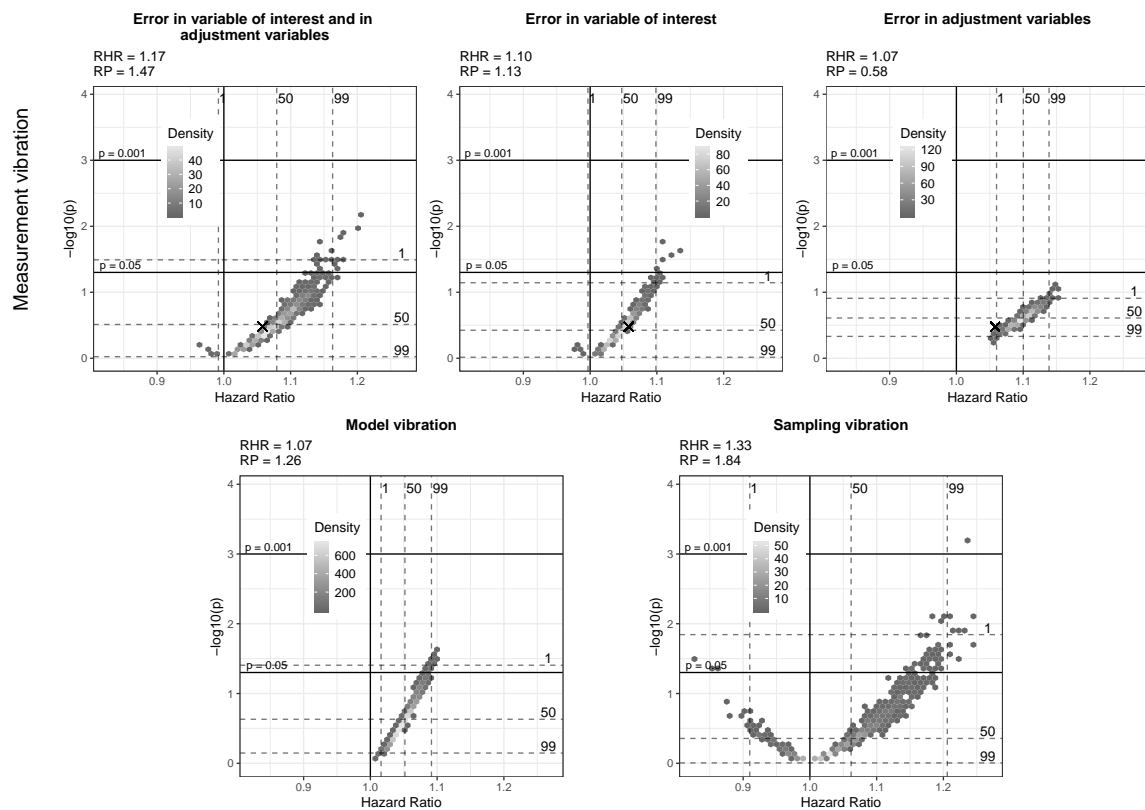 Error in variable of interest and in
adjustment variables
RHR = 1.17
RP = 1.47
1 50 99
Density
40
30
20
10
p = 0.001
p = 0.05
1
50
99
4
3
2
1
0
−log10(p)
0.9 1.0 1.1 1.2
Hazard Ratio
Error in variable of interest
RHR = 1.10
RP = 1.13
1 50 99
Density
80
60
40
20
p = 0.001
p = 0.05
1
50
99
4
3
2
1
0
−log10(p)
0.9 1.0 1.1 1.2
Hazard Ratio
Error in adjustment variables
RHR = 1.07
RP = 0.58
1 50 99
Density
120
90
60
30
p = 0.001
p = 0.05
1
50
99
4
3
2
1
0
−log10(p)
0.9 1.0 1.1 1.2
Hazard Ratio
Measurement vibration
Model vibration
RHR = 1.07
RP = 1.26
1 50 99
Density
600
400
200
p = 0.001
p = 0.05
1
50
99
4
3
2
1
0
−log10(p)
0.9 1.0 1.1 1.2
Hazard Ratio
Sampling vibration
RHR = 1.33
RP = 1.84
1 50 99
Density
50
40
30
20
10
p = 0.001
p = 0.05
1
50
99
4
3
2
1
0
−log10(p)
0.9 1.0 1.1 1.2
Hazard Ratio